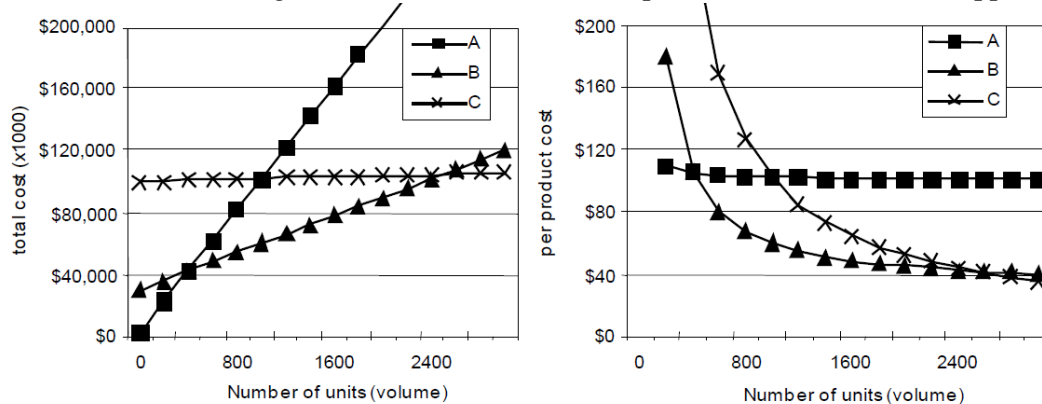 $200,000
$160,000
$120,000
$80,000
$40,000
$0
total cost (x1000)
A
B
C
0 800 1600 2400
Number of units (volume)
$200
$160
$120
$80
$40
$0
per product cost
A
B
C
0 800 1600 2400
Number of units (volume)